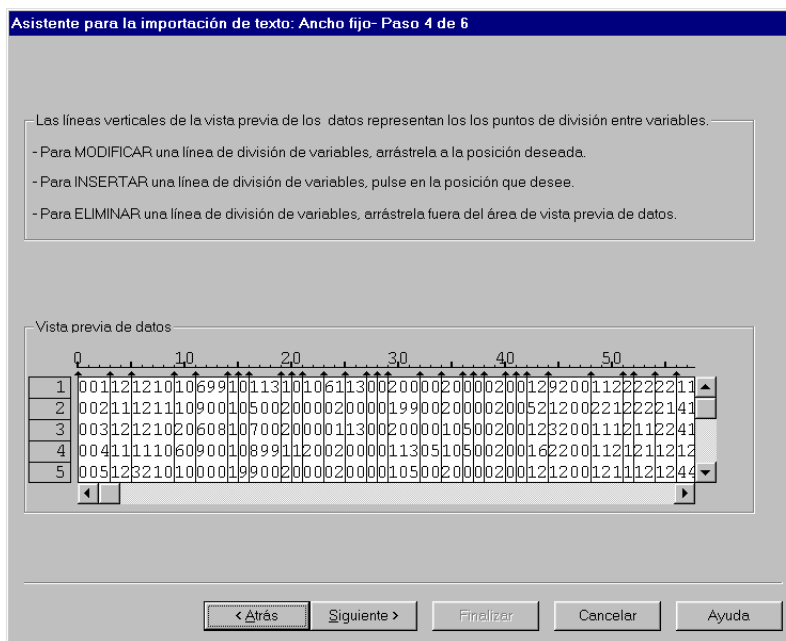 Asistente para la importación de texto: Ancho fijo- Paso 4 de 6
Las líneas verticales de la vista previa de los datos representan los los puntos de división entre variables.
- Para MODIFICAR una línea de división de variables, arrástrela a la posición deseada.
- Para INSERTAR una línea de división de variables, pulse en la posición que desee.
- Para ELIMINAR una línea de división de variables, arrástrela fuera del área de vista previa de datos.
Vista previa de datos
0 10 20 30 40 50
1 001121210106991011310106113002000002000002001292001122222211
2
3
4
5
< Atrás Siguiente > Finalizar Cancelar Ayuda